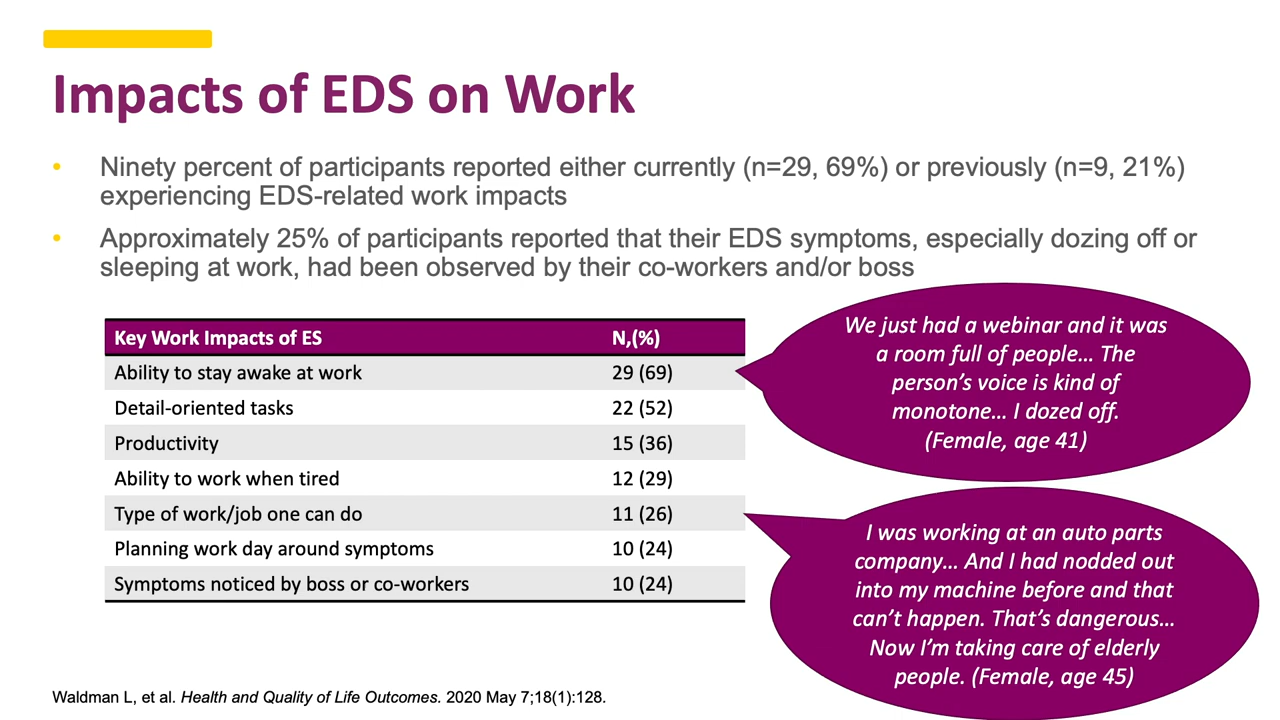 Impacts of EDS on Work
• Ninety percent of participants reported either currently (n=29, 69%) or previously (n=9, 21%)
experiencing EDS-related work impacts
• Approximately 25% of participants reported that their EDS symptoms, especially dozing off or
sleeping at work, had been observed by their co-workers and/or boss
Key Work Impacts of ES N,(%)
Ability to stay awake at work 29 (69)
Detail-oriented tasks 22 (52)
Productivity 15 (36)
Ability to work when tired 12 (29)
Type of work/job one can do 11 (26)
Planning work day around symptoms 10 (24)
Symptoms noticed by boss or co-workers 10 (24)
We just had a webinar and it was
a room full of people… The
person’s voice is kind of
monotone… I dozed off.
(Female, age 41)
I was working at an auto parts
company… And I had nodded out
into my machine before and that
can’t happen. That’s dangerous…
Now I’m taking care of elderly
people. (Female, age 45)
Waldman L, et al. Health and Quality of Life Outcomes. 2020 May 7;18(1):128.